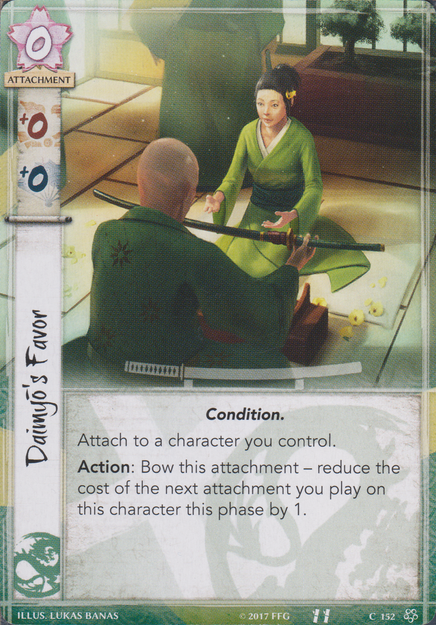 0
ATTACHMENT
+0
+0
Daimyō's Favor
Condition.
Attach to a character you control.
Action: Bow this attachment – reduce the
cost of the next attachment you play on
this character this phase by 1.
ILLUS. LUKAS BANAS
© 2017 FFG
C 152